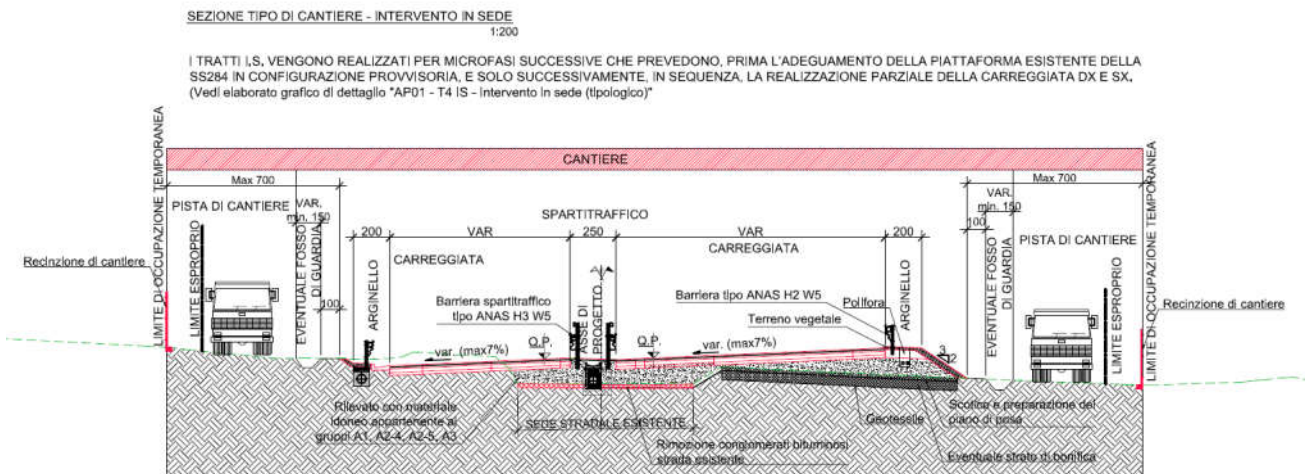 SEZIONE TIPO DI CANTIERE - INTERVENTO IN SEDE
1:200
I TRATTI I.S. VENGONO REALIZZATI PER MICROFASI SUCCESSIVE CHE PREVEDONO, PRIMA L'ADEGUAMENTO DELLA PIATTAFORMA ESISTENTE DELLA
SS284 IN CONFIGURAZIONE PROVVISORIA, E SOLO SUCCESSIVAMENTE, IN SEQUENZA, LA REALIZZAZIONE PARZIALE DELLA CARREGGIATA DX E SX.
(Vedi elaborato grafico di dettaglio "AP01 - T4 IS - Intervento in sede (tipologico)"
CANTIERE
LIMITE DI OCCUPAZIONE TEMPORANEA
Max 700
PISTA DI CANTIERE
VAR.
min. 150
LIMITE ESPROPRIO
EVENTUALE FOSSO
DI GUARDIA
100
Recinzione di cantiere
200
VAR
250
VAR
200
SPARTITRAFFICO
CARREGGIATA
CARREGGIATA
ARGINELLO
ARGINELLO
Barriera spartitraffico
tipo ANAS H3 W5
ASSE DI
PROGETTO
Barriera tipo ANAS H2 W5
Polifora
Terreno vegetale
Q.P.
Q.P.
var. (max7%)
var. (max7%)
3
2
Max 700
VAR.
min. 150
100
PISTA DI CANTIERE
EVENTUALE FOSSO
DI GUARDIA
LIMITE ESPROPRIO
LIMITE DI OCCUPAZIONE TEMPORANEA
Recinzione di cantiere
Rilevato con materiale
idoneo appartenente ai
gruppi A1, A2-4, A2-5, A3
SEDE STRADALE ESISTENTE
Rimozione conglomerati bituminosi
strada esistente
Geotessile
Scotico e preparazione del
piano di posa
Eventuale strato di bonifica